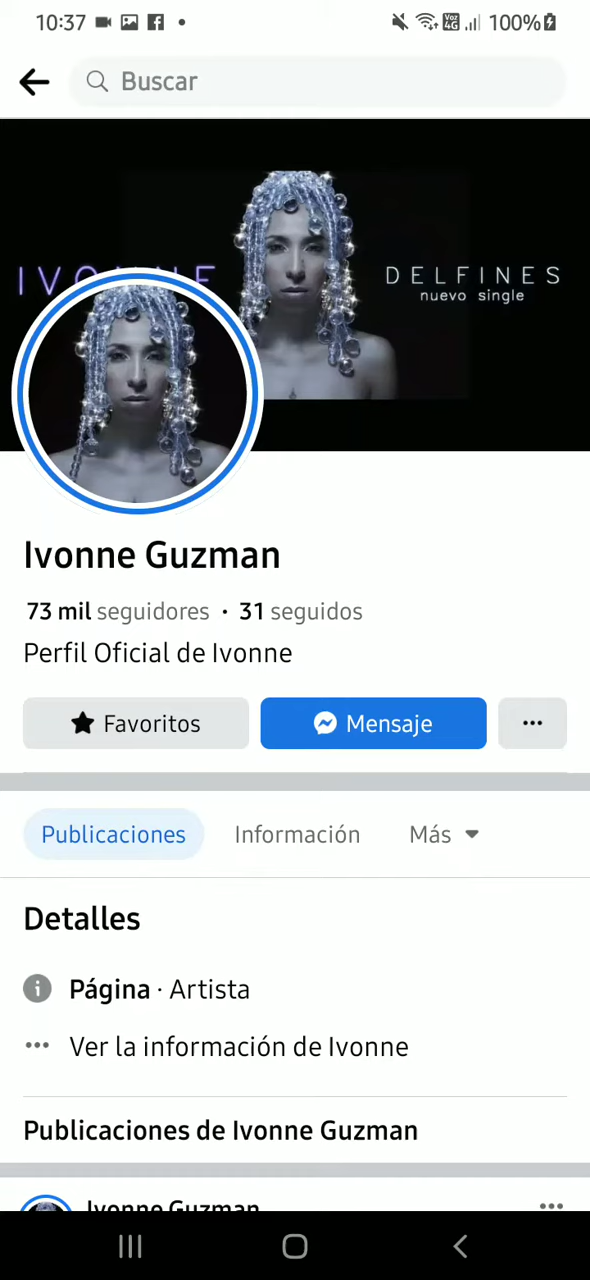 10:37
Voz 4G
100%
Buscar
IVONNE
DELFINES
nuevo single
Ivonne Guzman
73 mil seguidores · 31 seguidos
Perfil Oficial de Ivonne
Favoritos
Mensaje
Publicaciones
Información
Más
Detalles
Página · Artista
Ver la información de Ivonne
Publicaciones de Ivonne Guzman
Ivonne Guzman